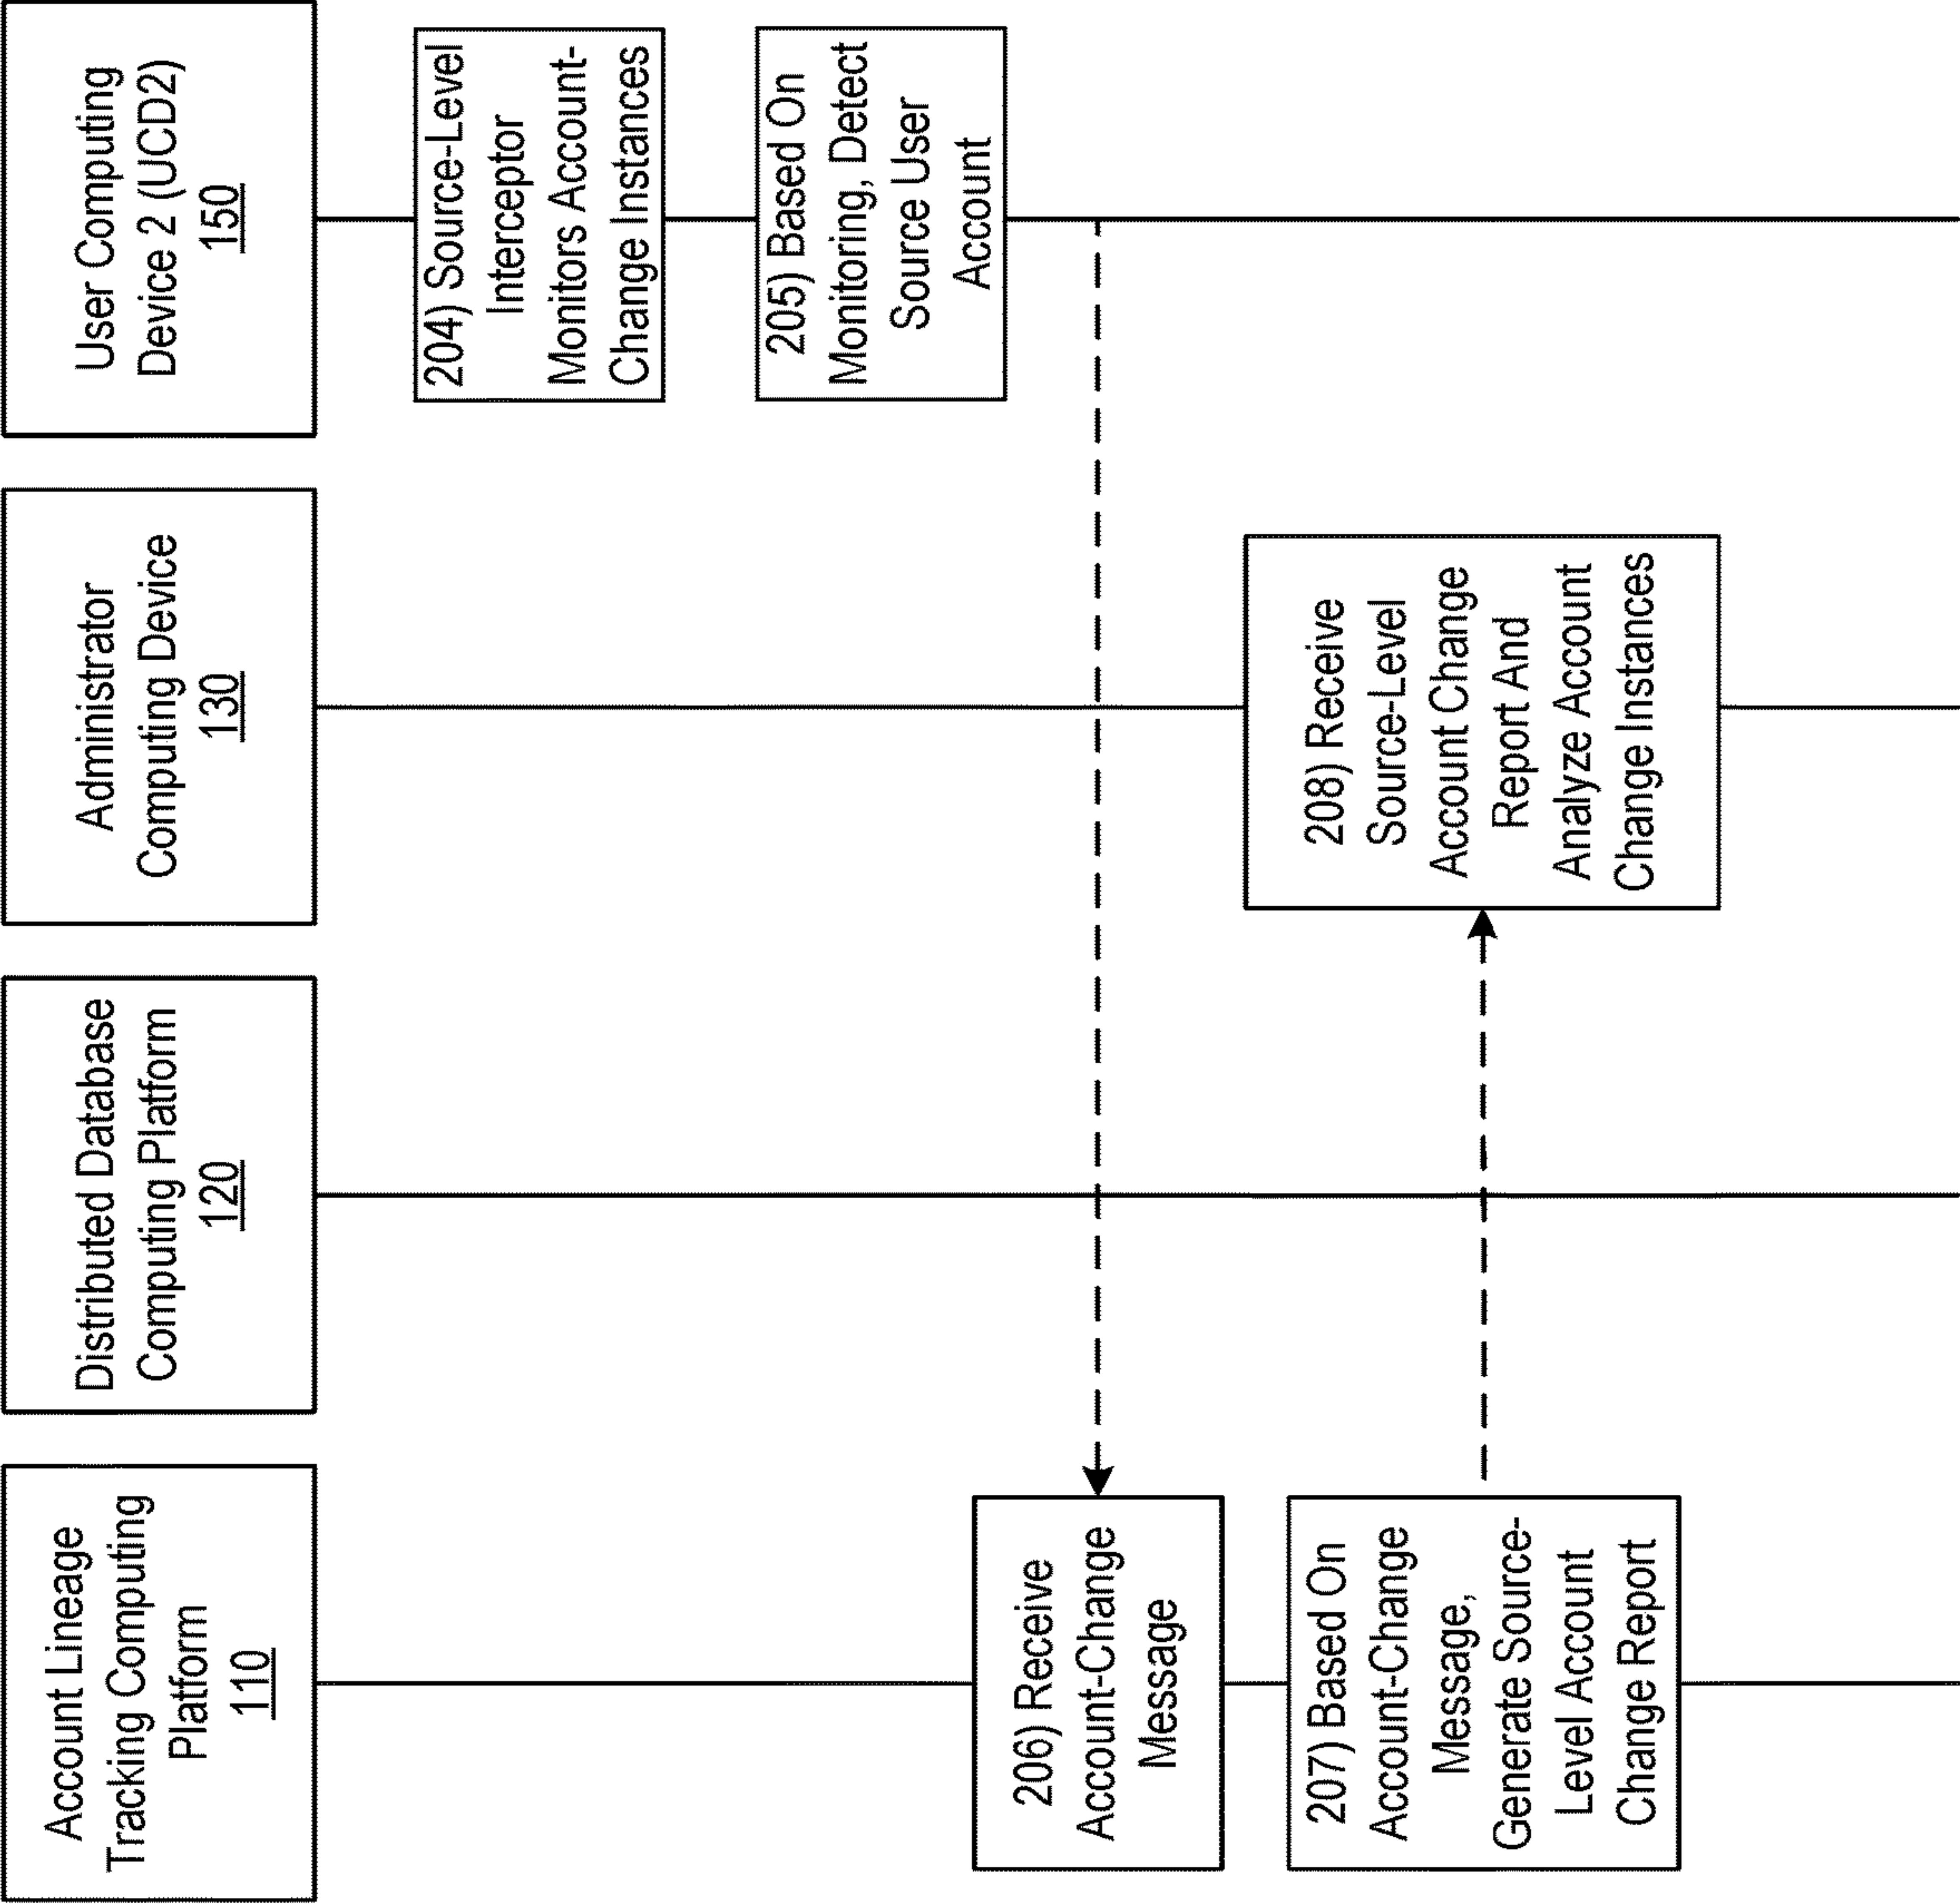 Account Lineage
Tracking Computing
Platform
110
Distributed Database
Computing Platform
120
Administrator
Computing Device
130
User Computing
Device 2 (UCD2)
150
204) Source-Level
Interceptor
Monitors Account-
Change Instances
205) Based On
Monitoring, Detect
Source User
Account
206) Receive
Account-Change
Message
207) Based On
Account-Change
Message,
Generate Source-
Level Account
Change Report
208) Receive
Source-Level
Account Change
Report And
Analyze Account
Change Instances